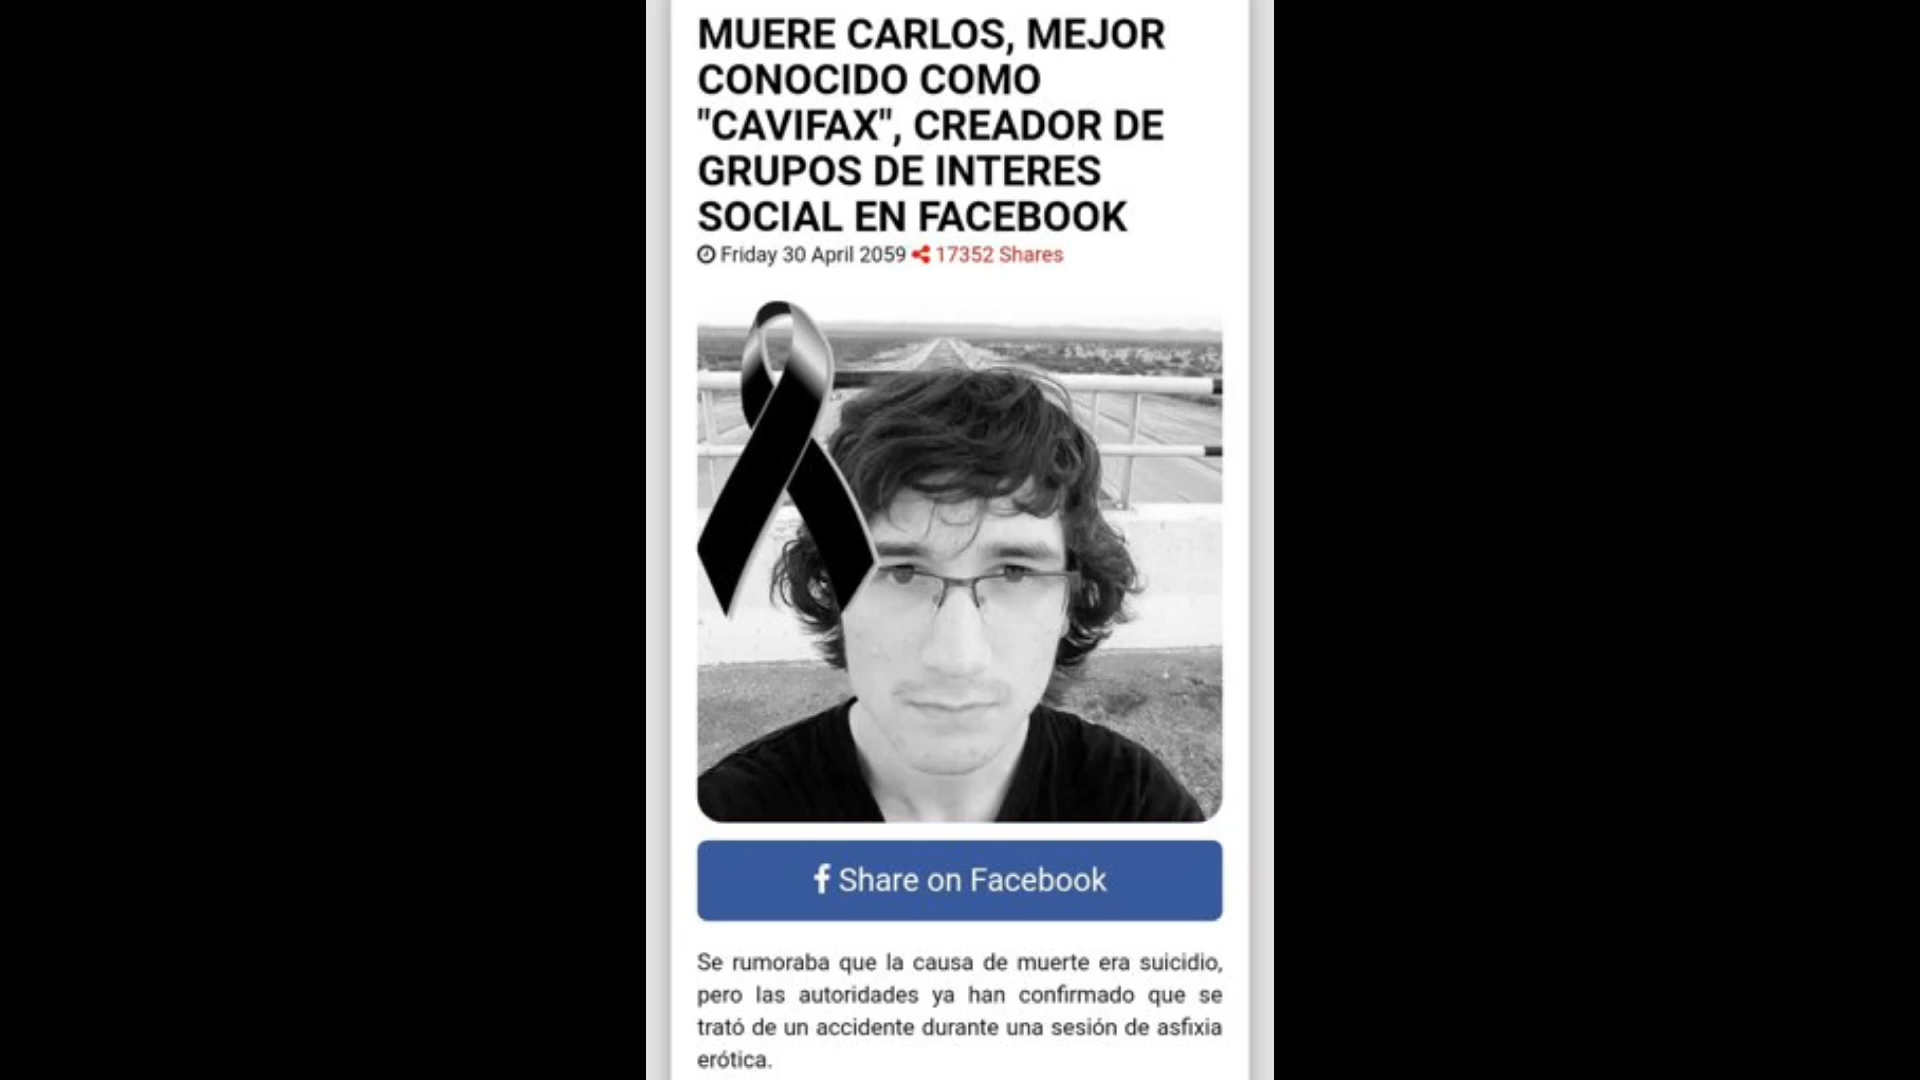 MUERE CARLOS, MEJOR
CONOCIDO COMO
"CAVIFAX", CREADOR DE
GRUPOS DE INTERES
SOCIAL EN FACEBOOK
Friday 30 April 2059 17352 Shares
f Share on Facebook
Se rumoraba que la causa de muerte era suicidio,
pero las autoridades ya han confirmado que se
trató de un accidente durante una sesión de asfixia
erótica.